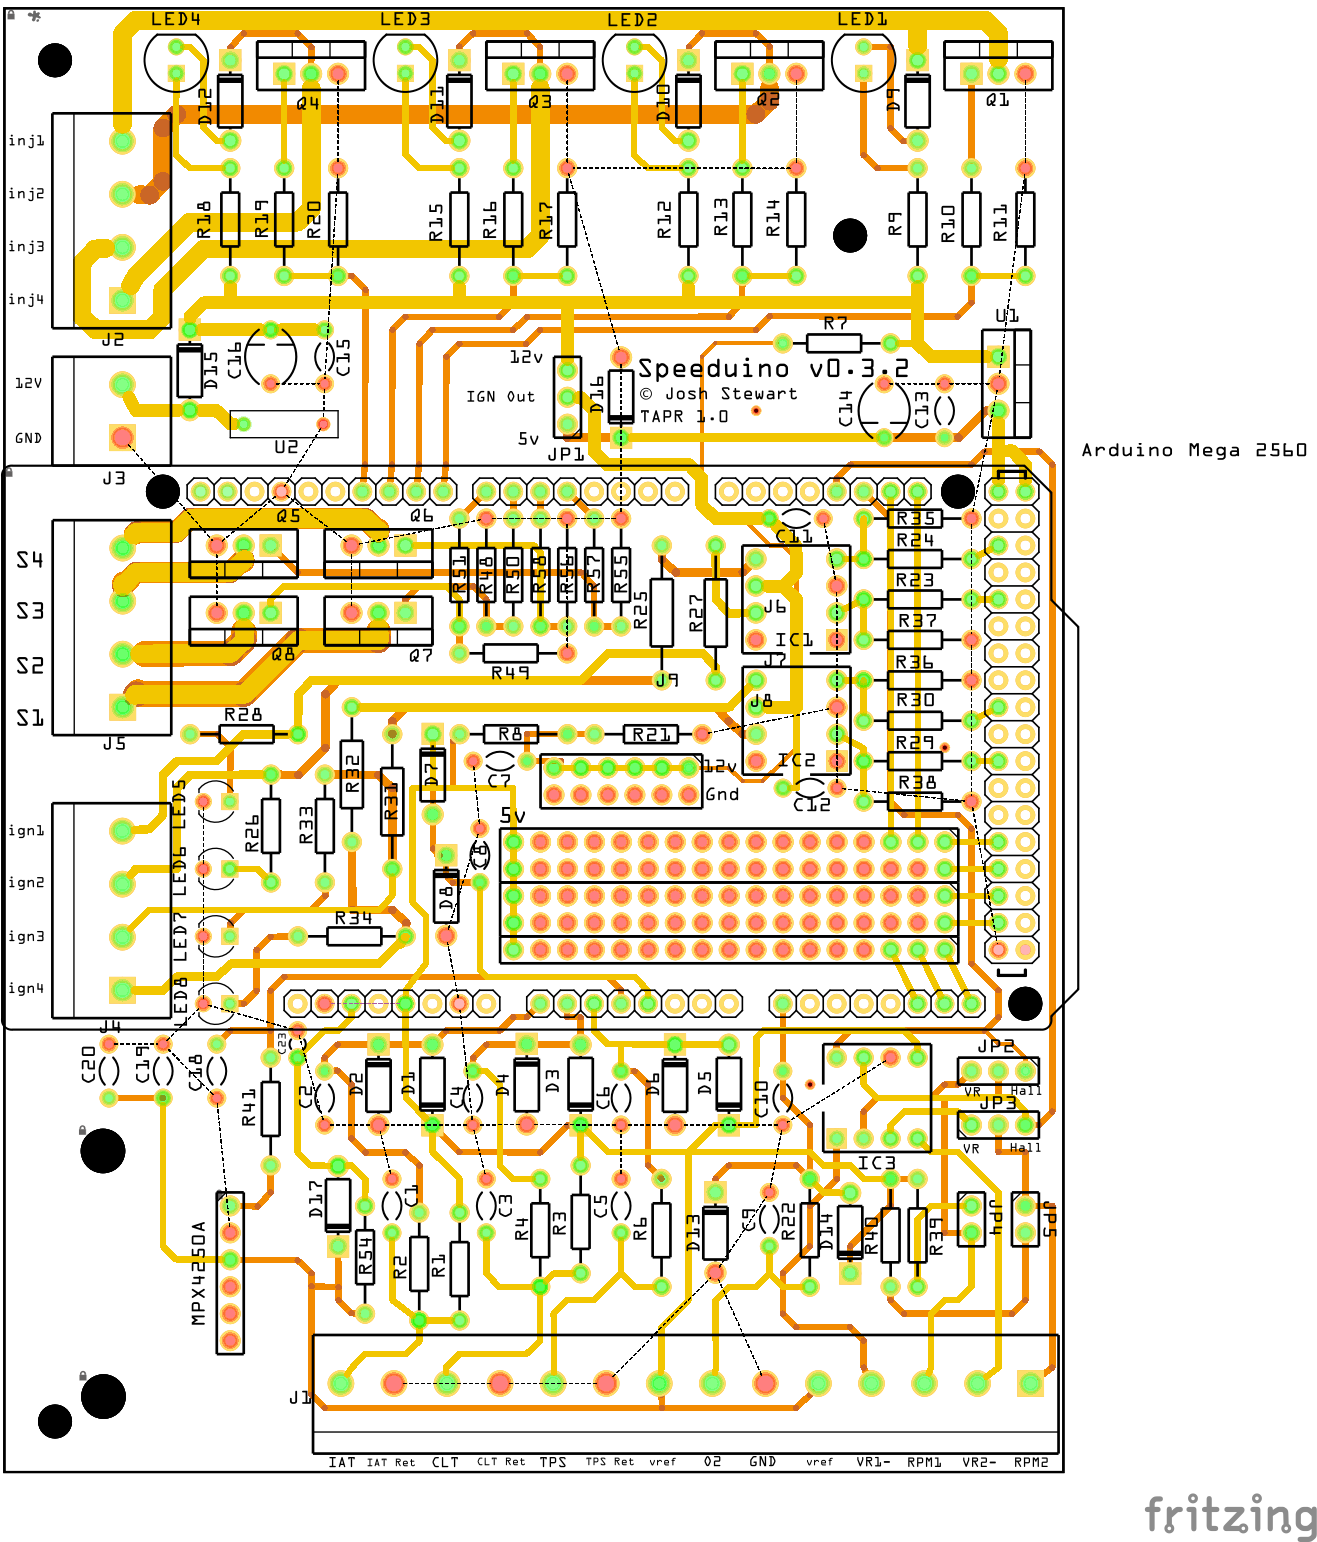 LED4 LED3 LED2 LED1
Q4 Q3 Q2 Q1
D12 D11 D10 D9
inj1
inj2
inj3
inj4
R18 R19 R20 R15 R16 R17 R12 R13 R14 R9 R10 R11
J2
U1
R7
D15 C16 C15
12v
Speeduino v0.3.2
12V
IGN Out
D16
© Josh Stewart
C14 C13
TAPR 1.0
GND
U2
5v
JP1
Arduino Mega 2560
J3
Q5 Q6
R35
C11
R24
S4
R51 R48 R50 R58 R56 R57 R55
R23
R25 R27
J6
S3
R37
IC1
Q8 Q7
J7
R36
S2
R49
J9
J8
R30
S1
R28
J5
R8 R21
R29
IC2
12v
R32
D7
C7
R38
Gnd
C12
R31
LED5
5v
ign1
R26 R33
LED6
C8
ign2
D8
LED7
R34
ign3
LED8
ign4
J4
C23
JP2
C20 C19 C18
C2 D2 D1 C4 D4 D3 C6 D6 D5 C10
VR Hall
R41
JP3
VR Hall
IC3
D17 C1 C3 R4 R3 C5 R6 D13 C9 R22 D14 R40 R39 JP4 JP5
R54 R2 R1
MPX4250A
J1
IAT IAT Ret CLT CLT Ret TPS TPS Ret vref O2 GND vref VR1- RPM1 VR2- RPM2
fritzing